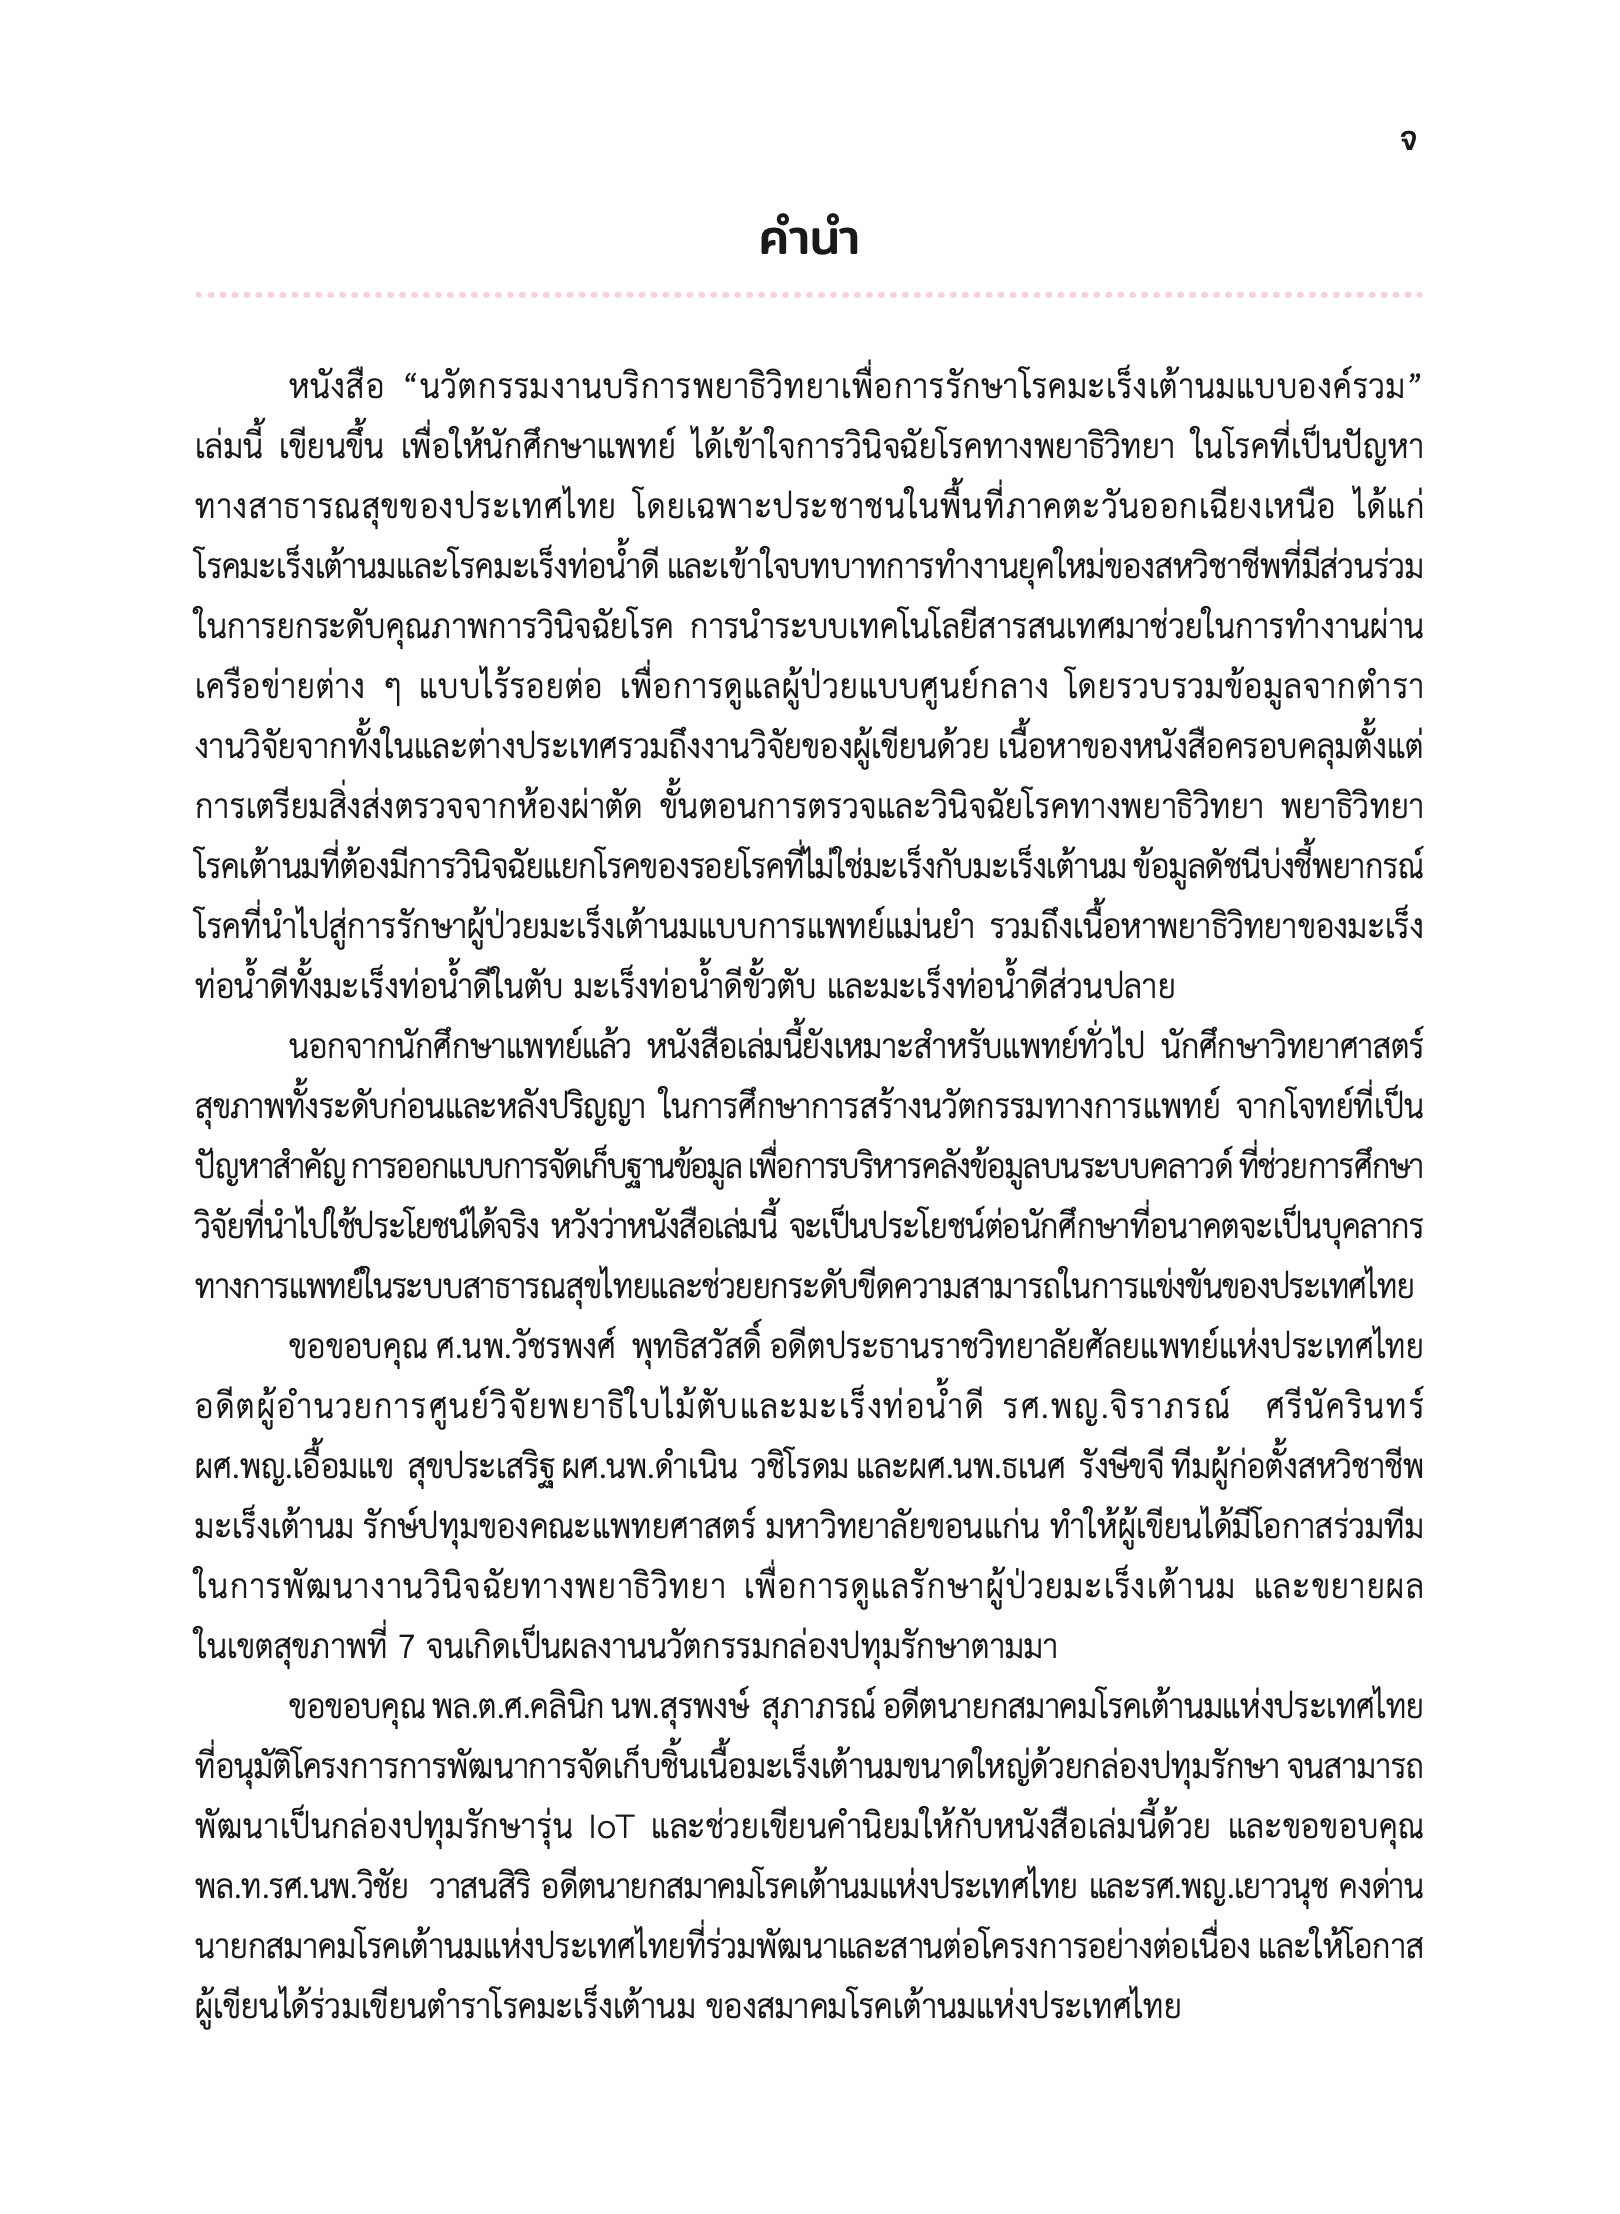 จ
คำนำ
หนังสือ “นวัตกรรมงานบริการพยาธิวิทยาเพื่อการรักษาโรคมะเร็งเต้านมแบบองค์รวม”
เล่มนี้ เขียนขึ้น เพื่อให้นักศึกษาแพทย์ ได้เข้าใจการวินิจฉัยโรคทางพยาธิวิทยา ในโรคที่เป็นปัญหา
ทางสาธารณสุขของประเทศไทย โดยเฉพาะประชาชนในพื้นที่ภาคตะวันออกเฉียงเหนือ ได้แก่
โรคมะเร็งเต้านมและโรคมะเร็งท่อน้ำดี และเข้าใจบทบาทการทำงานยุคใหม่ของสหวิชาชีพที่มีส่วนร่วม
ในการยกระดับคุณภาพการวินิจฉัยโรค การนำระบบเทคโนโลยีสารสนเทศมาช่วยในการทำงานผ่าน
เครือข่ายต่าง ๆ แบบไร้รอยต่อ เพื่อการดูแลผู้ป่วยแบบศูนย์กลาง โดยรวบรวมข้อมูลจากตำรา
งานวิจัยจากทั้งในและต่างประเทศรวมถึงงานวิจัยของผู้เขียนด้วย เนื้อหาของหนังสือครอบคลุมตั้งแต่
การเตรียมสิ่งส่งตรวจจากห้องผ่าตัด ขั้นตอนการตรวจและวินิจฉัยโรคทางพยาธิวิทยา พยาธิวิทยา
โรคเต้านมที่ต้องมีการวินิจฉัยแยกโรคของรอยโรคที่ไม่ใช่มะเร็งกับมะเร็งเต้านม ข้อมูลดัชนีบ่งชี้พยากรณ์
โรคที่นำไปสู่การรักษาผู้ป่วยมะเร็งเต้านมแบบการแพทย์แม่นยำ รวมถึงเนื้อหาพยาธิวิทยาของมะเร็ง
ท่อน้ำดีทั้งมะเร็งท่อน้ำดีในตับ มะเร็งท่อน้ำดีขั้วตับ และมะเร็งท่อน้ำดีส่วนปลาย
นอกจากนักศึกษาแพทย์แล้ว หนังสือเล่มนี้ยังเหมาะสำหรับแพทย์ทั่วไป นักศึกษาวิทยาศาสตร์
สุขภาพทั้งระดับก่อนและหลังปริญญา ในการศึกษาการสร้างนวัตกรรมทางการแพทย์ จากโจทย์ที่เป็น
ปัญหาสำคัญ การออกแบบการจัดเก็บฐานข้อมูล เพื่อการบริหารคลังข้อมูลบนระบบคลาวด์ ที่ช่วยการศึกษา
วิจัยที่นำไปใช้ประโยชน์ได้จริง หวังว่าหนังสือเล่มนี้ จะเป็นประโยชน์ต่อนักศึกษาที่อนาคตจะเป็นบุคลากร
ทางการแพทย์ในระบบสาธารณสุขไทยและช่วยยกระดับขีดความสามารถในการแข่งขันของประเทศไทย
ขอขอบคุณ ศ.นพ.วัชรพงศ์ พุทธิสวัสดิ์ อดีตประธานราชวิทยาลัยศัลยแพทย์แห่งประเทศไทย
อดีตผู้อำนวยการศูนย์วิจัยพยาธิใบไม้ตับและมะเร็งท่อน้ำดี รศ.พญ.จิราภรณ์ ศรีนัครินทร์
ผศ.พญ.เอื้อมแข สุขประเสริฐ ผศ.นพ.ดำเนิน วชิโรดม และผศ.นพ.ธเนศ รังษีขจี ทีมผู้ก่อตั้งสหวิชาชีพ
มะเร็งเต้านม รักษ์ปทุมของคณะแพทยศาสตร์ มหาวิทยาลัยขอนแก่น ทำให้ผู้เขียนได้มีโอกาสร่วมทีม
ในการพัฒนางานวินิจฉัยทางพยาธิวิทยา เพื่อการดูแลรักษาผู้ป่วยมะเร็งเต้านม และขยายผล
ในเขตสุขภาพที่ 7 จนเกิดเป็นผลงานนวัตกรรมกล่องปทุมรักษาตามมา
ขอขอบคุณ พล.ต.ศ.คลินิก นพ.สุรพงษ์ สุภาภรณ์ อดีตนายกสมาคมโรคเต้านมแห่งประเทศไทย
ที่อนุมัติโครงการการพัฒนาการจัดเก็บชิ้นเนื้อมะเร็งเต้านมขนาดใหญ่ด้วยกล่องปทุมรักษา จนสามารถ
พัฒนาเป็นกล่องปทุมรักษารุ่น IoT และช่วยเขียนคำนิยมให้กับหนังสือเล่มนี้ด้วย และขอขอบคุณ
พล.ท.รศ.นพ.วิชัย วาสนสิริ อดีตนายกสมาคมโรคเต้านมแห่งประเทศไทย และรศ.พญ.เยาวนุช คงด่าน
นายกสมาคมโรคเต้านมแห่งประเทศไทยที่ร่วมพัฒนาและสานต่อโครงการอย่างต่อเนื่อง และให้โอกาส
ผู้เขียนได้ร่วมเขียนตำราโรคมะเร็งเต้านม ของสมาคมโรคเต้านมแห่งประเทศไทย